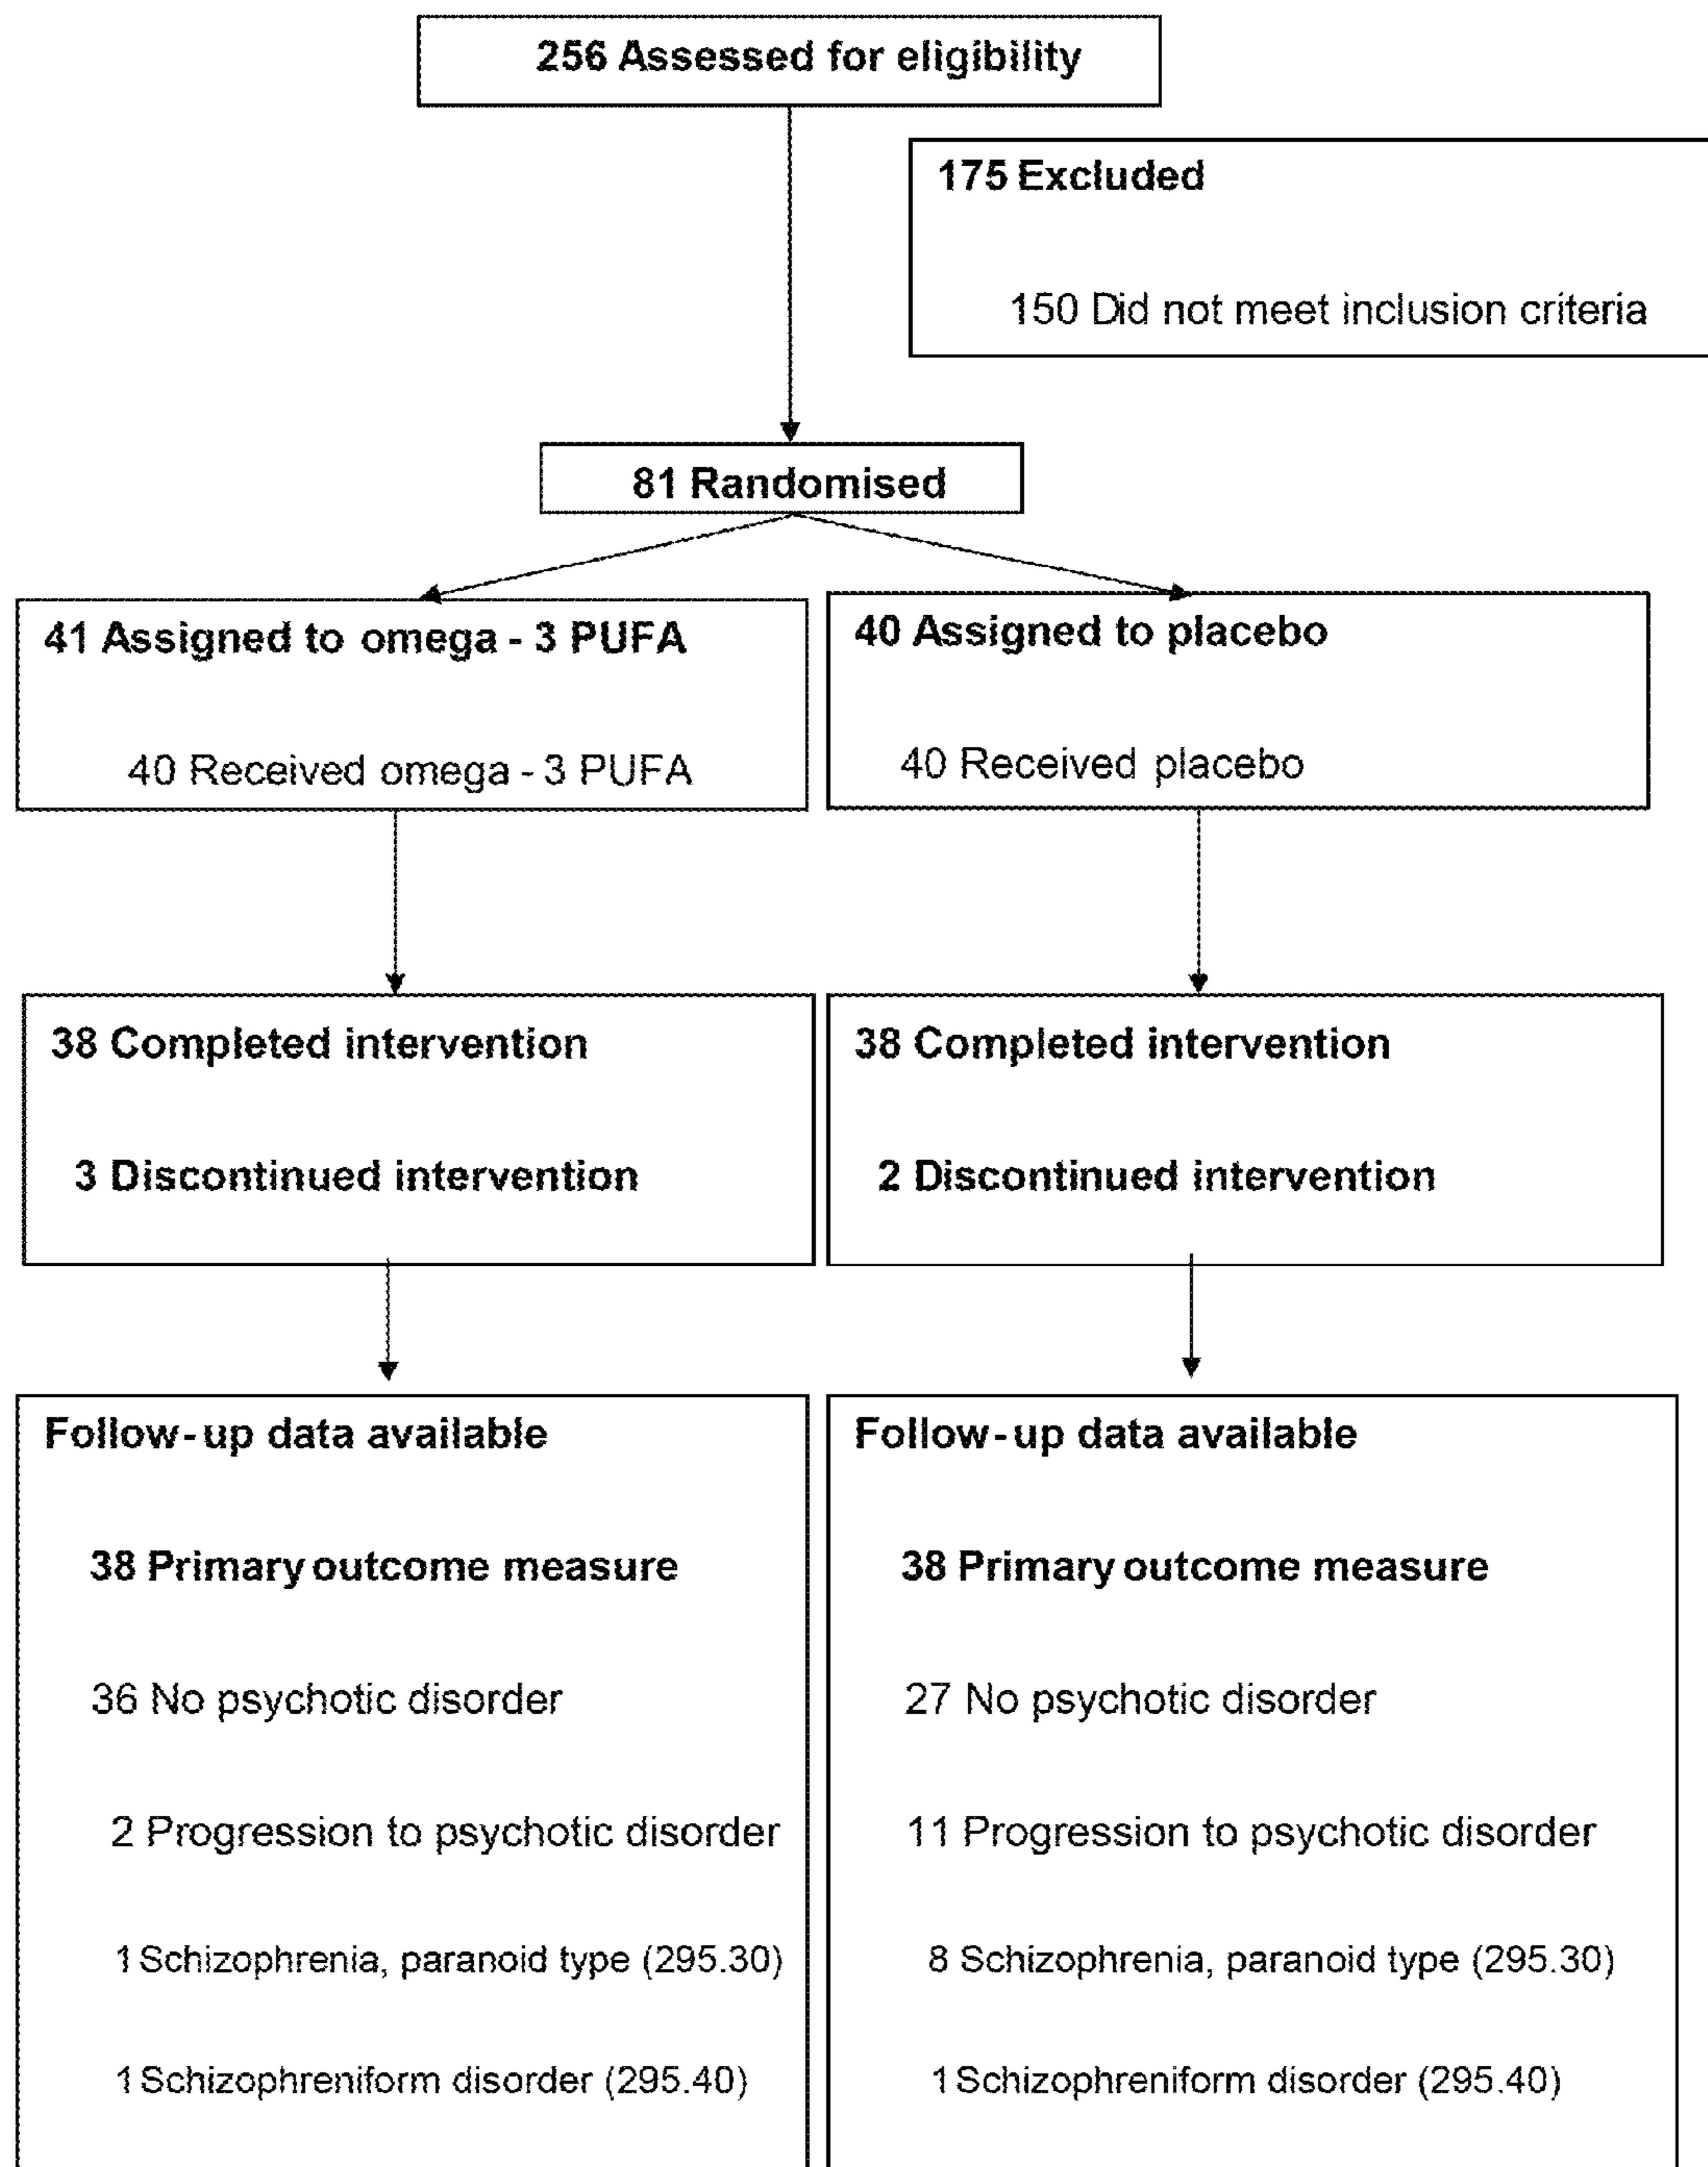 256 Assessed for eligibility
175 Excluded
150 Did not meet inclusion criteria
81 Randomised
41 Assigned to omega - 3 PUFA
40 Received omega - 3 PUFA
40 Assigned to placebo
40 Received placebo
38 Completed intervention
3 Discontinued intervention
38 Completed intervention
2 Discontinued intervention
Follow-up data available
38 Primary outcome measure
36 No psychotic disorder
2 Progression to psychotic disorder
1 Schizophrenia, paranoid type (295.30)
1 Schizophreniform disorder (295.40)
Follow-up data available
38 Primary outcome measure
27 No psychotic disorder
11 Progression to psychotic disorder
8 Schizophrenia, paranoid type (295.30)
1 Schizophreniform disorder (295.40)